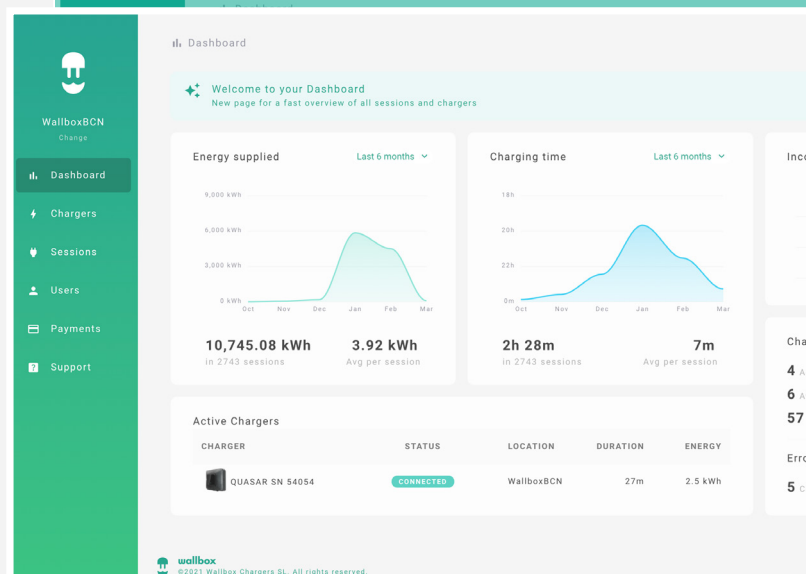 Dashboard
Welcome to your Dashboard
New page for a fast overview of all sessions and chargers
WallboxBCN
Change
Dashboard
Chargers
Sessions
Users
Payments
Support
Energy supplied
Last 6 months
9,000 kWh
6,000 kWh
3,000 kWh
0 kWh
Oct Nov Dec Jan Feb Mar
10,745.08 kWh
in 2743 sessions
3.92 kWh
Avg per session
Charging time
Last 6 months
18h
20h
22h
0m
Oct Nov Dec Jan Feb Mar
2h 28m
in 2743 sessions
7m
Avg per session
Inco
Cha
4 A
6 A
57
Erro
5 C
Active Chargers
CHARGER STATUS LOCATION DURATION ENERGY
QUASAR SN 54054 CONNECTED WallboxBCN 27m 2.5 kWh
wallbox
©2021 Wallbox Chargers SL. All rights reserved.